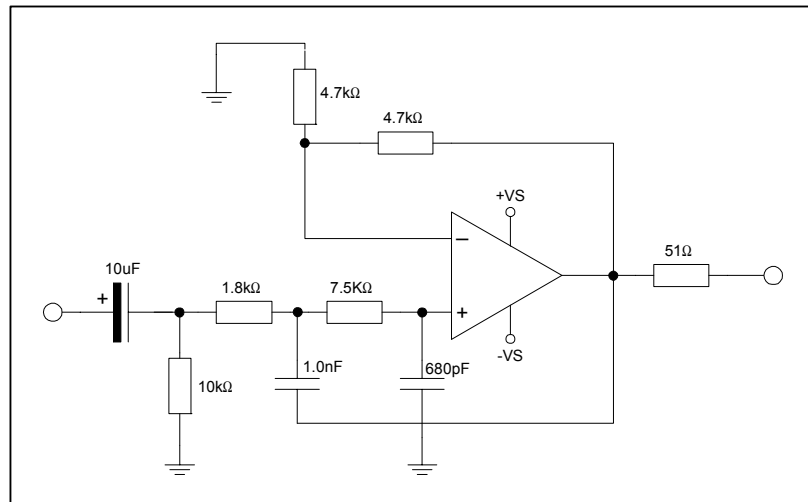 4.7kΩ
4.7kΩ
+VS
51Ω
10uF
+
1.8kΩ
7.5KΩ
−
+
-VS
10kΩ
1.0nF
680pF